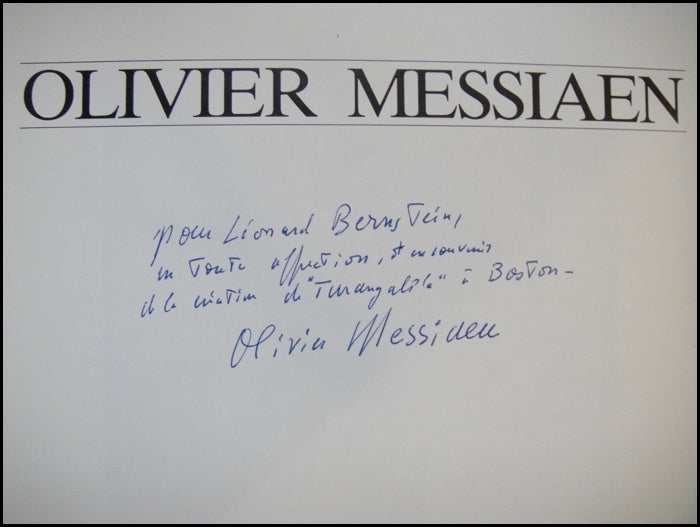 OLIVIER MESSIAEN
pour Léonard Bernstein,
en toute affection, et en souvenir
de la création de "Turangalîla" à Boston -
Olivier Messiaen